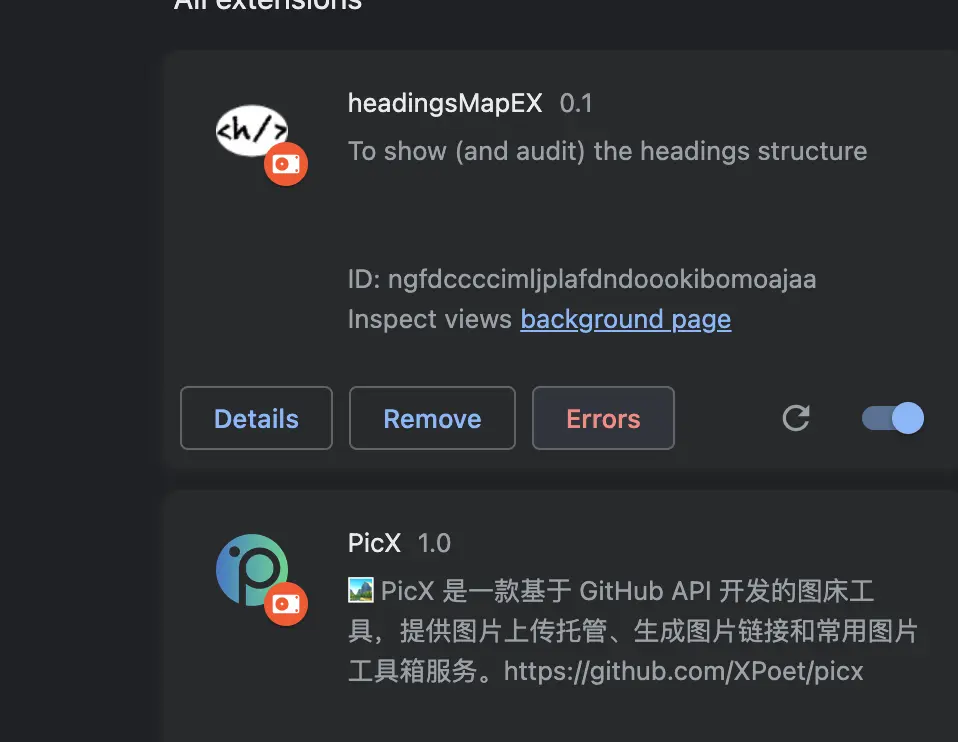 All extensions
<h/>
headingsMapEX 0.1
To show (and audit) the headings structure
ID: ngfdccccimljplafdndoookibomoajaa
Inspect views background page
Details Remove Errors
PicX 1.0
🏞 PicX 是一款基于 GitHub API 开发的图床工
具，提供图片上传托管、生成图片链接和常用图片
工具箱服务。https://github.com/XPoet/picx